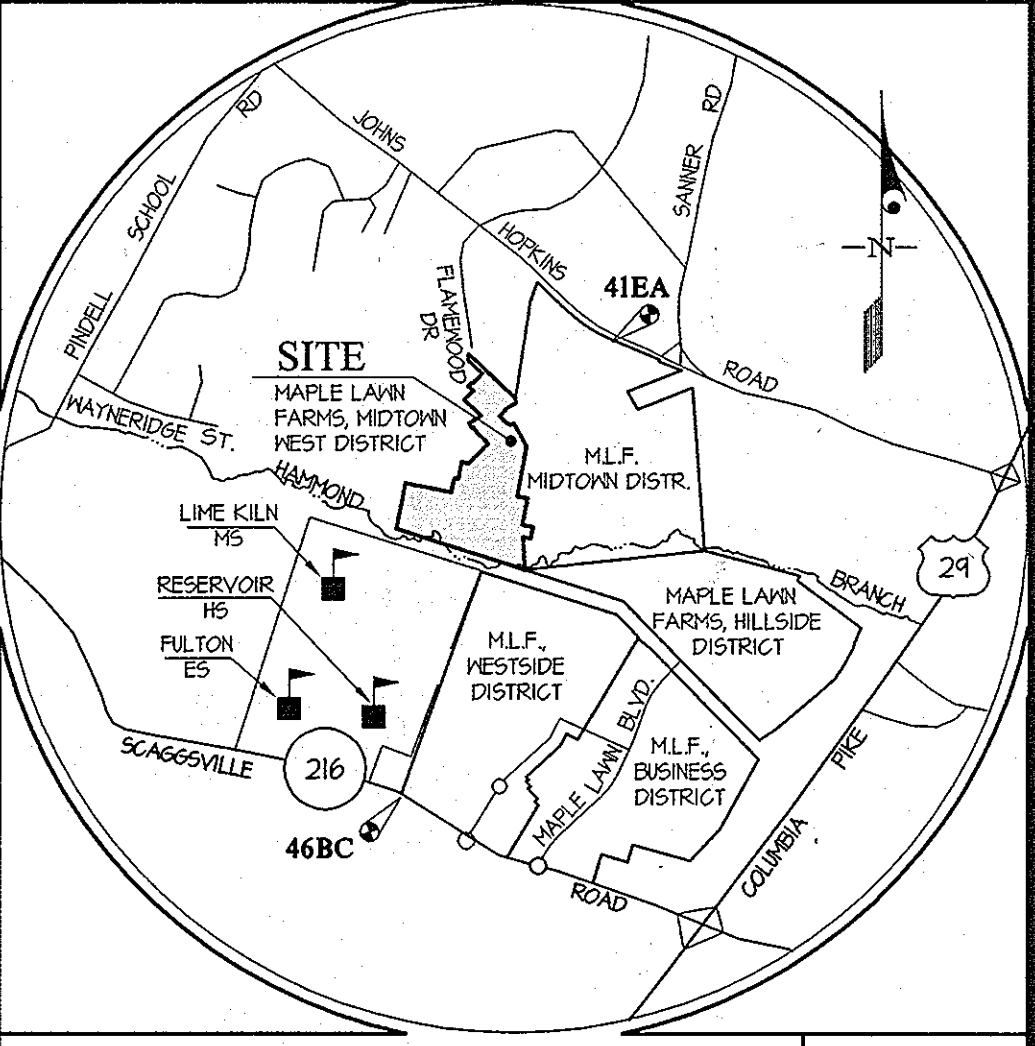 PINDELL SCHOOL RD
JOHNS HOPKINS ROAD
SANNER RD
-N-
41EA
FLAMEWOOD
DR
SITE
MAPLE LAWN
FARMS, MIDTOWN
WEST DISTRICT
WAYNERIDGE ST.
HAMMOND BRANCH
M.L.F.
MIDTOWN DISTR.
LIME KILN
MS
29
RESERVOIR
HS
MAPLE LAWN
FARMS, HILLSIDE
DISTRICT
FULTON
ES
M.L.F.,
WESTSIDE
DISTRICT
MAPLE LAWN BLVD.
M.L.F.,
BUSINESS
DISTRICT
SCAGGSVILLE ROAD
216
46BC
COLUMBIA PIKE